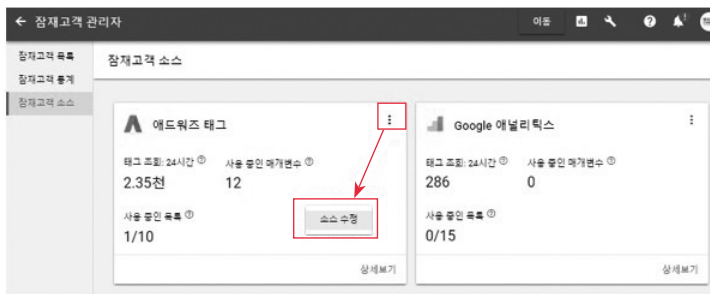 ← 잠재고객 관리자
이동
잠재고객 목록
잠재고객 통계
잠재고객 소스
잠재고객 소스
애드워즈 태그
태그 조회: 24시간 사용 중인 매개변수
2.35천 12
사용 중인 목록
1/10
소스 수정
상세보기
Google 애널리틱스
태그 조회: 24시간 사용 중인 매개변수
286 0
사용 중인 목록
0/15
상세보기